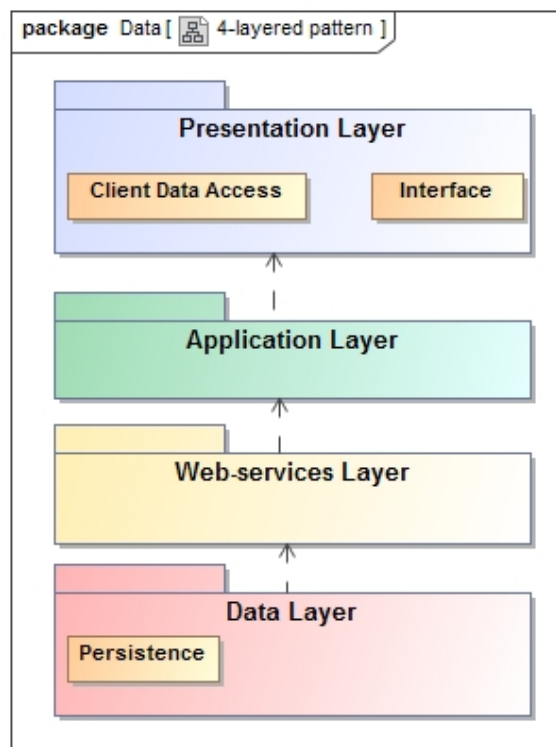 package Data [ 4-layered pattern ]
Presentation Layer
Client Data Access
Interface
Application Layer
Web-services Layer
Data Layer
Persistence